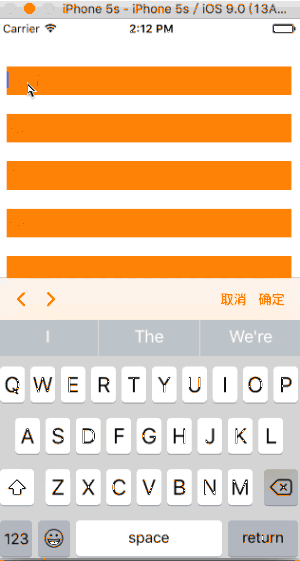 iPhone 5s - iPhone 5s / iOS 9.0 (13A...
Carrier 2:12 PM
取消 确定
I The We're
Q W E R T Y U I O P
A S D F G H J K L
Z X C V B N M
123 space return